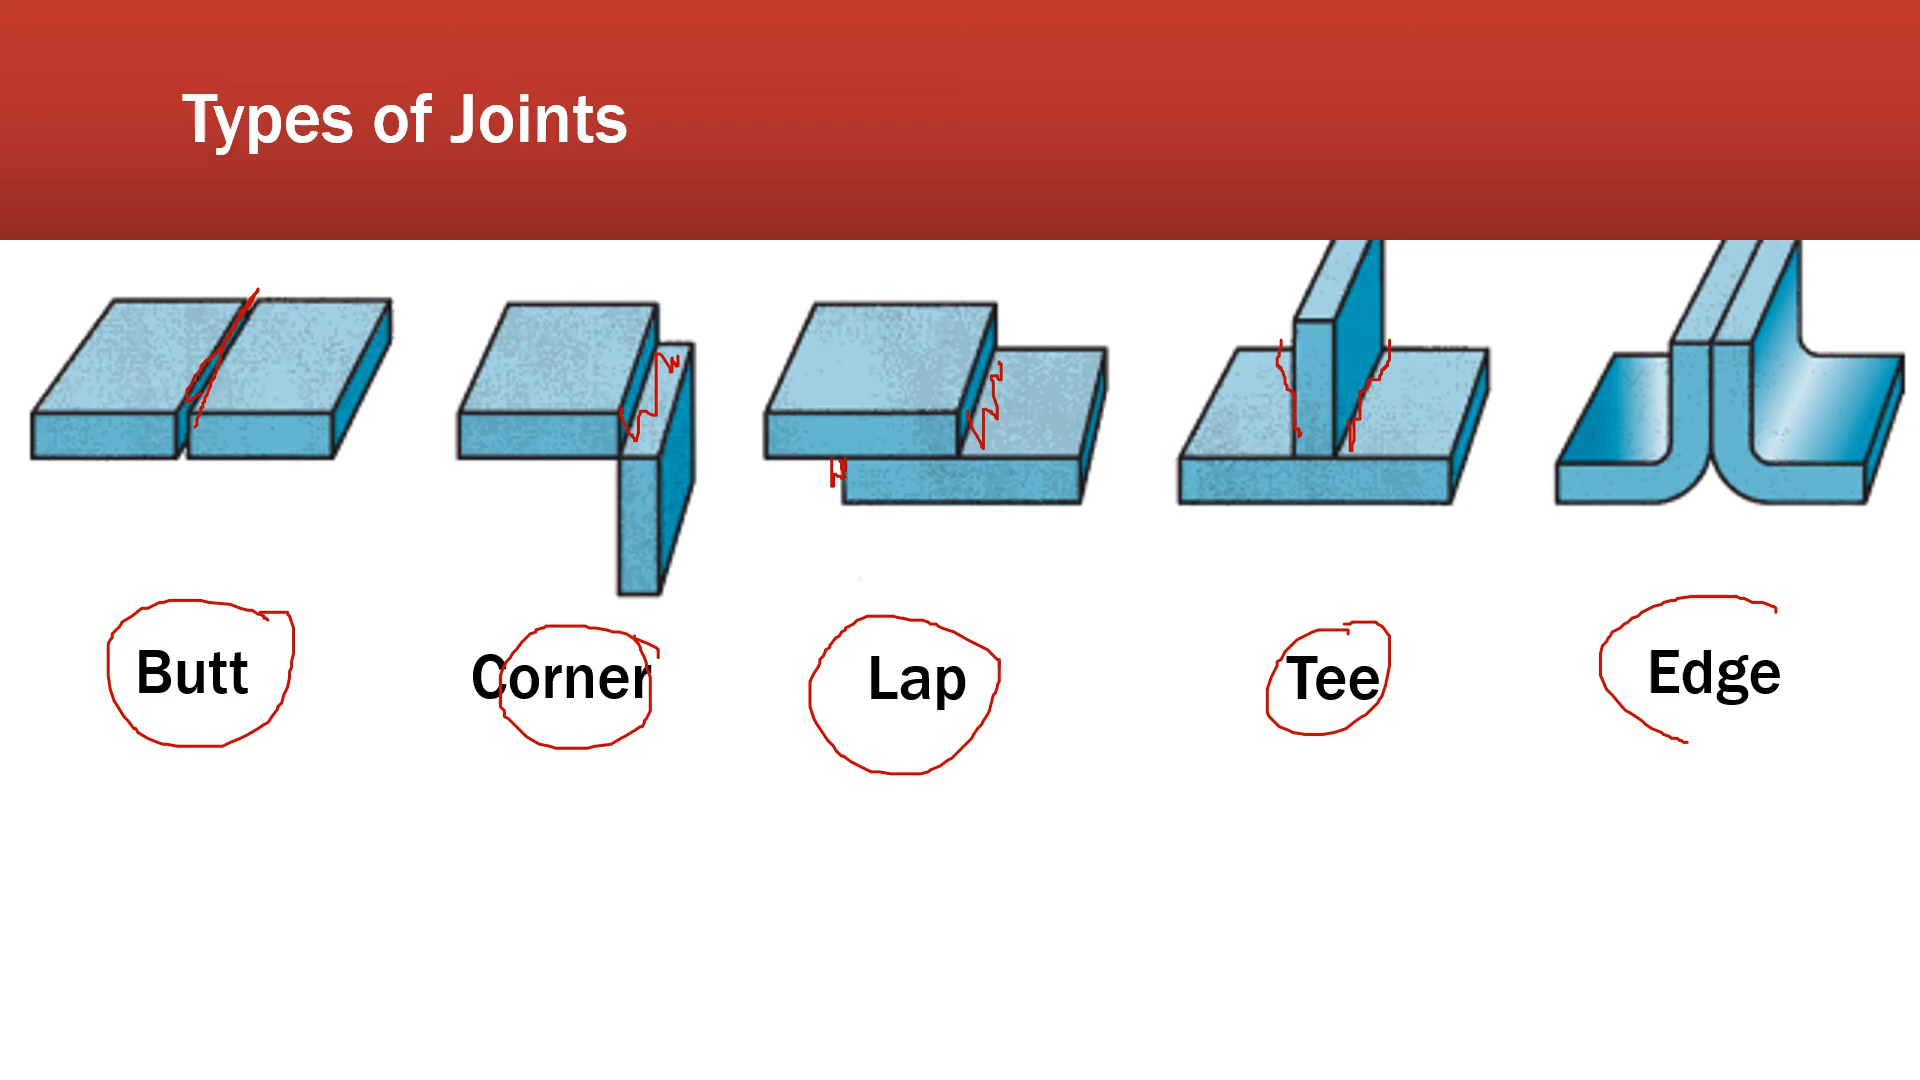 Types of Joints
Butt
Corner
Lap
Tee
Edge